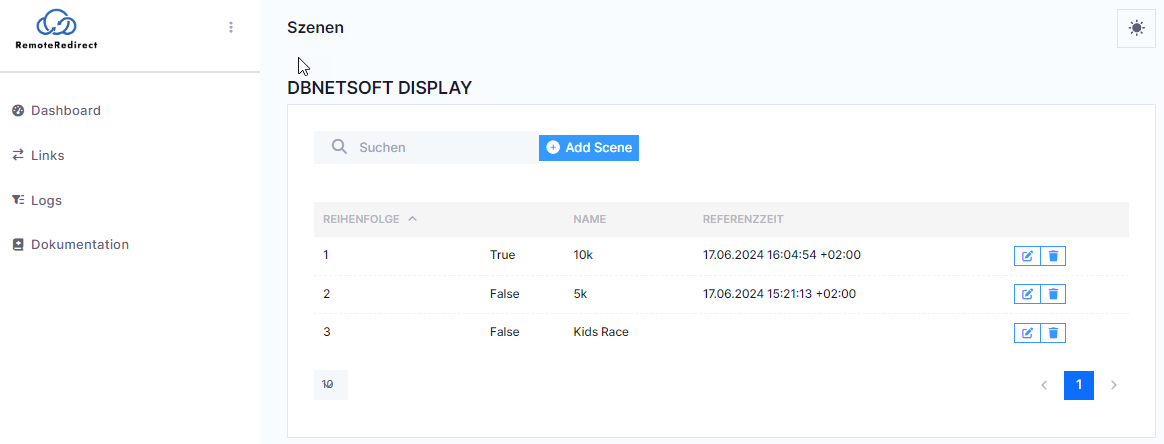 RemoteRedirect
Szenen
Dashboard
Links
Logs
Dokumentation
DBNETSOFT DISPLAY
Suchen
Add Scene
REIHENFOLGE NAME REFERENZZEIT
1 True 10k 17.06.2024 16:04:54 +02:00
2 False 5k 17.06.2024 15:21:13 +02:00
3 False Kids Race
10
1